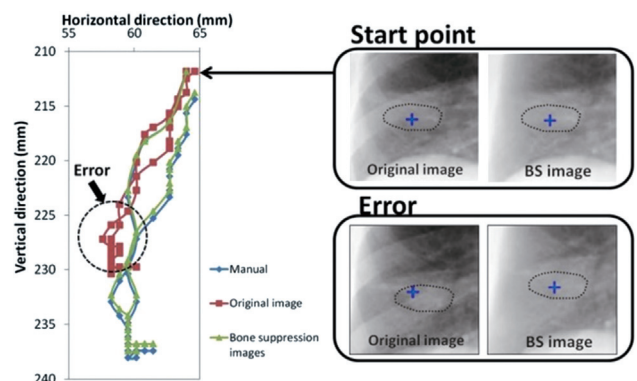 Horizontal direction (mm)
55
60
65
210
215
220
225
230
235
240
Vertical direction (mm)
Error
Manual
Original image
Bone suppression
images
Start point
Original image
BS image
Error
Original image
BS image